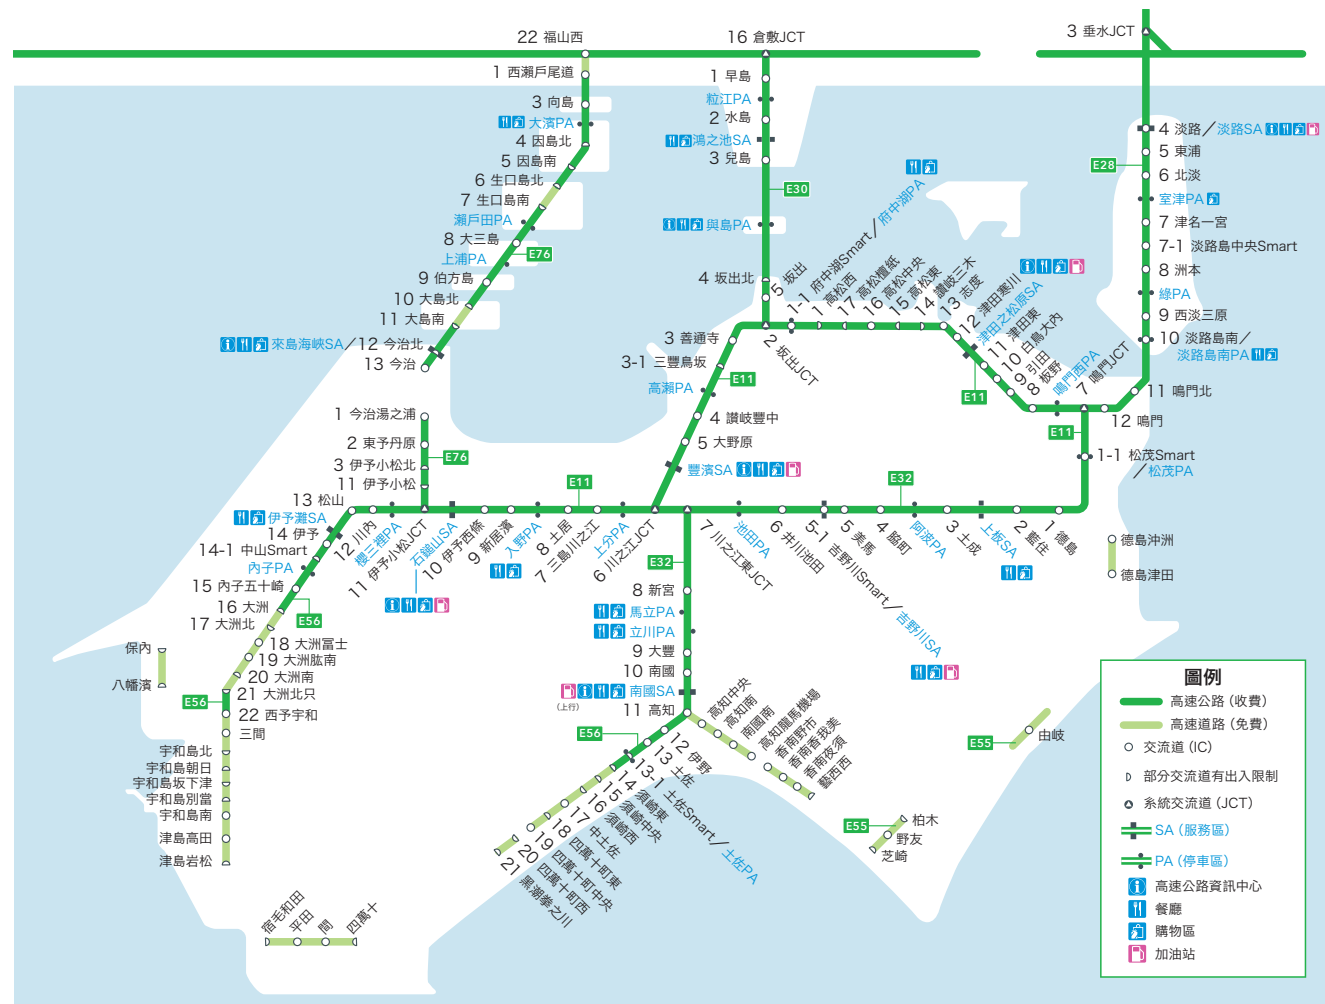 22 福山西
1 西瀨戶尾道
3 向島
大濱PA
4 因島北
5 因島南
6 生口島北
7 生口島南
瀨戶田PA
8 大三島
上浦PA
E76
9 伯方島
10 大島北
11 大島南
來島海峽SA／12 今治北
13 今治
1 今治湯之浦
2 東予丹原
3 伊予小松北
11 伊予小松
E76
16 倉敷JCT
1 早島
粒江PA
2 水島
鴻之池SA
3 兒島
E30
與島PA
4 坂出北
5 坂出
2 坂出JCT
1-1 府中湖Smart／府中湖PA
1 高松西
17 高松檀紙
16 高松中央
15 高松東
14 讚岐三木
13 志度
12 津田寒川
津田之松原SA
11 津田東
10 白鳥大內
9 引田
8 板野
鳴門西PA
7 鳴門JCT
E11
3 垂水JCT
4 淡路／淡路SA
5 東浦
E28
6 北淡
室津PA
7 津名一宮
7-1 淡路島中央Smart
8 洲本
綠PA
9 西淡三原
10 淡路島南／
淡路島南PA
11 鳴門北
12 鳴門
E11
1-1 松茂Smart
／松茂PA
3 善通寺
3-1 三豐鳥坂
E11
高瀨PA
4 讚岐豐中
5 大野原
豐濱SA
13 松山
伊予灘SA
14 伊予
14-1 中山Smart
內子PA
15 內子五十崎
16 大洲
E56
17 大洲北
18 大洲冨士
19 大洲肱南
20 大洲南
21 大洲北只
E56
22 西予宇和
三間
宇和島北
宇和島朝日
宇和島坂下津
宇和島別當
宇和島南
津島高田
津島岩松
保內
八幡濱
宿毛和田
平田
間
四萬十
12 川內
櫻三裡PA
11 伊予小松JCT
石鎚山SA
10 伊予西條
9 新居濱
入野PA
8 土居
7 三島川之江
上分PA
6 川之江JCT
E11
7 川之江東JCT
池田PA
6 井川池田
5-1 吉野川Smart／吉野川SA
5 美馬
4 脇町
阿波PA
3 土成
上板SA
2 藍住
1 德島
E32
德島沖洲
德島津田
E32
8 新宮
馬立PA
立川PA
9 大豐
10 南國
南國SA
(上行)
11 高知
高知中央
高知南
南國南
高知龍馬機場
香南野市
香南香我美
香南夜須
藝西西
E56
12 伊野
13 土佐
13-1 土佐Smart／土佐PA
14 須崎東
15 須崎中央
16 須崎西
17 中土佐
18 四萬十町東
19 四萬十町中央
20 四萬十町西
21 黑潮拳之川
E55
由岐
E55
柏木
野友
芝崎
圖例
高速公路 (收費)
高速道路 (免費)
交流道 (IC)
部分交流道有出入限制
系統交流道 (JCT)
SA (服務區)
PA (停車區)
高速公路資訊中心
餐廳
購物區
加油站